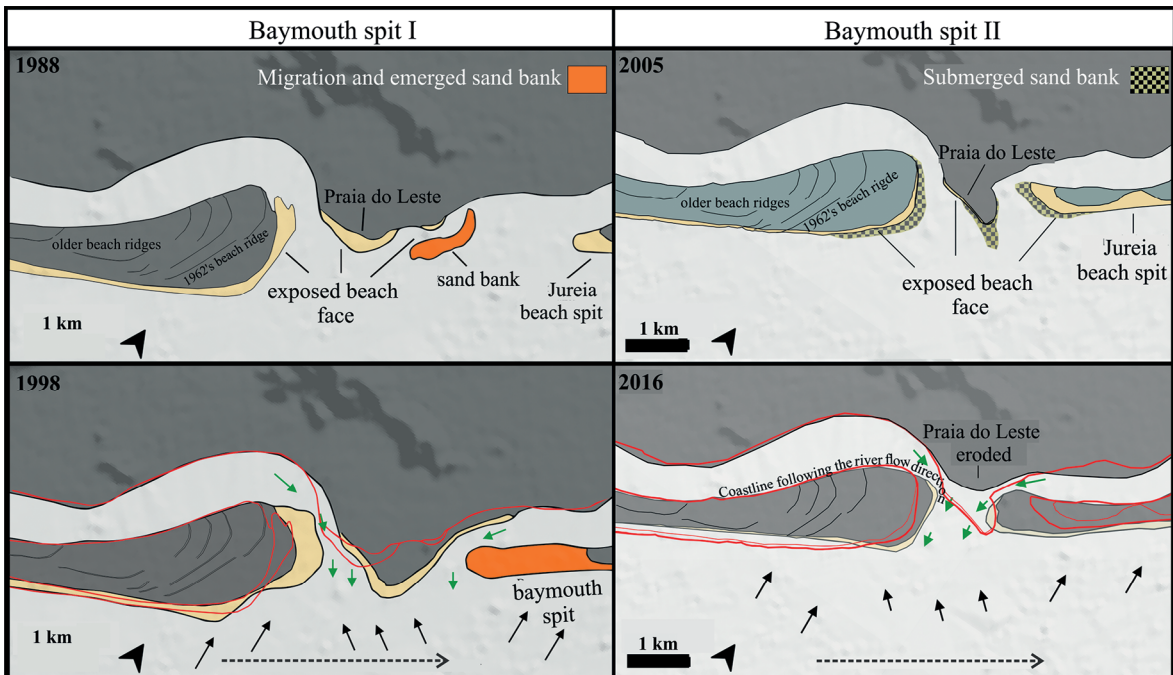 Baymouth spit I
1988
Migration and emerged sand bank
Praia do Leste
older beach ridges
1962's beach ridge
exposed beach
face
sand bank
Jureia
beach spit
1 km
Baymouth spit II
2005
Submerged sand bank
Praia do Leste
older beach ridges
1962's beach rigde
exposed beach
face
Jureia
beach spit
1 km
1998
baymouth
spit
1 km
2016
Praia do Leste
eroded
Coastline following the river flow direction
1 km